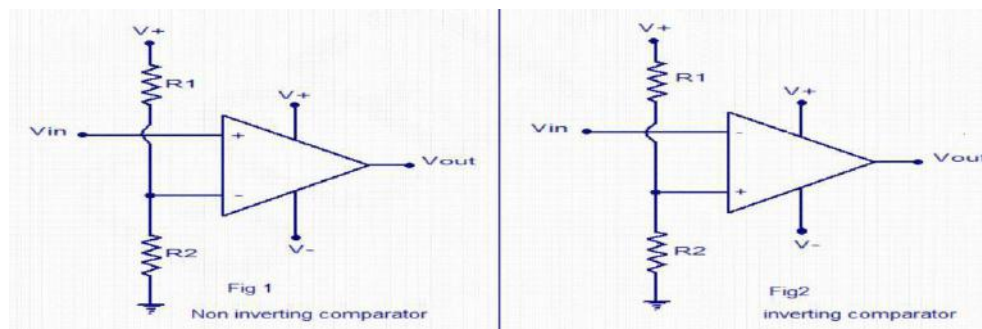 V+
R1
V+
Vin
+
-
Vout
V-
R2
Fig 1
Non inverting comparator
V+
R1
V+
Vin
-
+
Vout
V-
R2
Fig2
inverting comparator